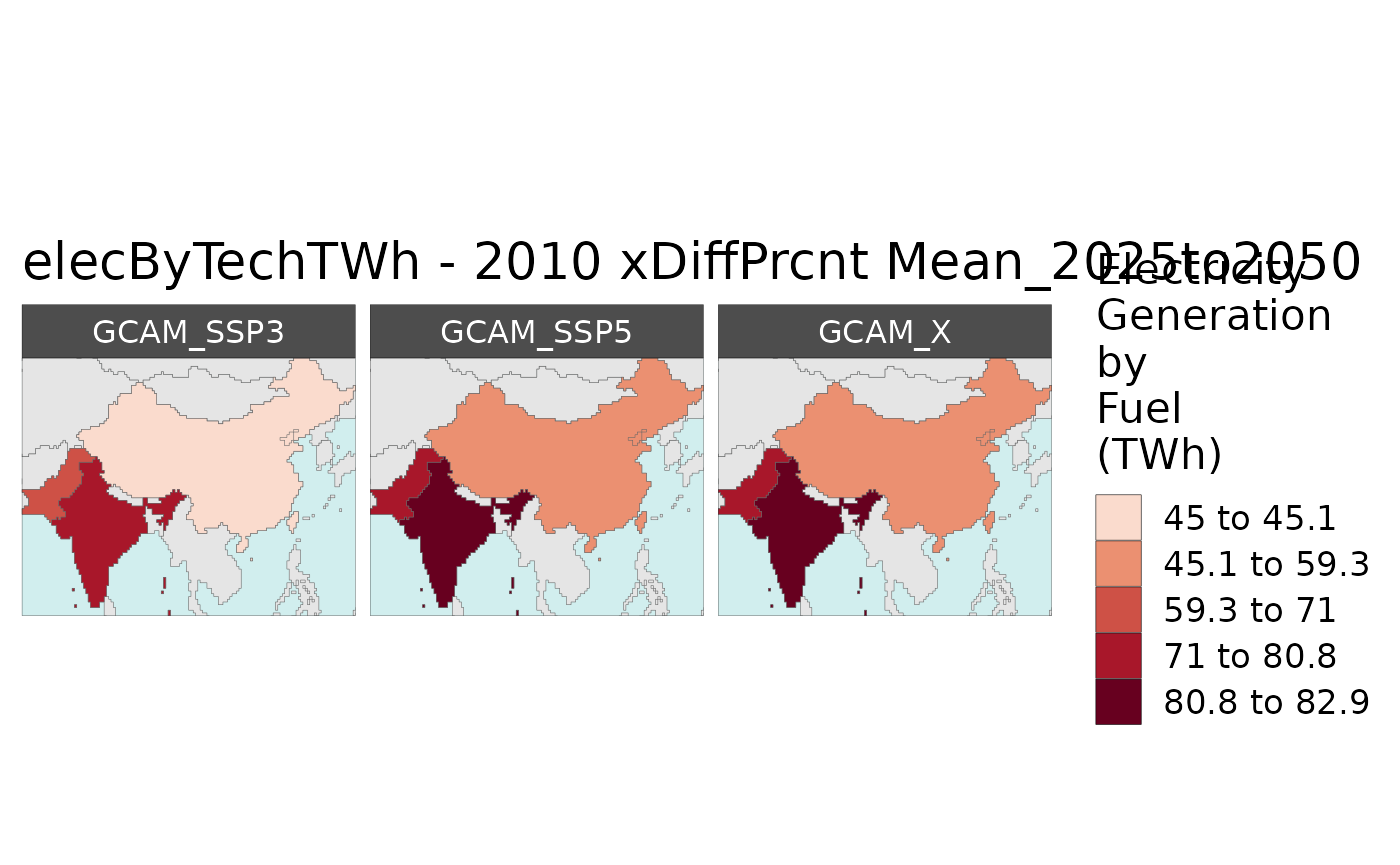 elecByTechTWh - 2010 xDiffPrcnt Mean_2025to2050
GCAM_SSP3
GCAM_SSP5
GCAM_X
Electricity
Generation
by
Fuel
(TWh)
45 to 45.1
45.1 to 59.3
59.3 to 71
71 to 80.8
80.8 to 82.9